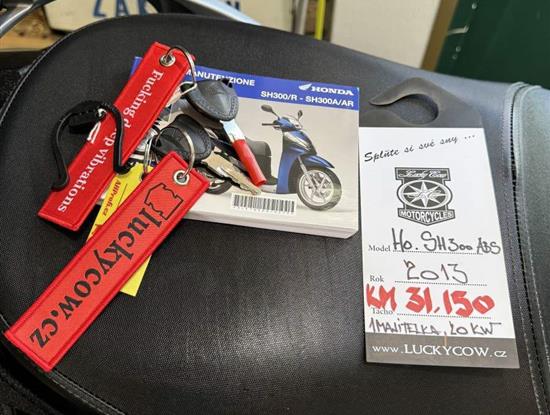 MANUTENZIONE
HONDA
SH300/R - SH300A/AR
Fucking deep vibrations
luckycow.cz
Splňte si své sny ...
Lucky Cow
MOTORCYCLES
Model Ho. SH300 ABS
Rok 2013
KM 31.150
Tacho
1 MAJITELKA, 20 KW
WWW.LUCKYCOW.CZ